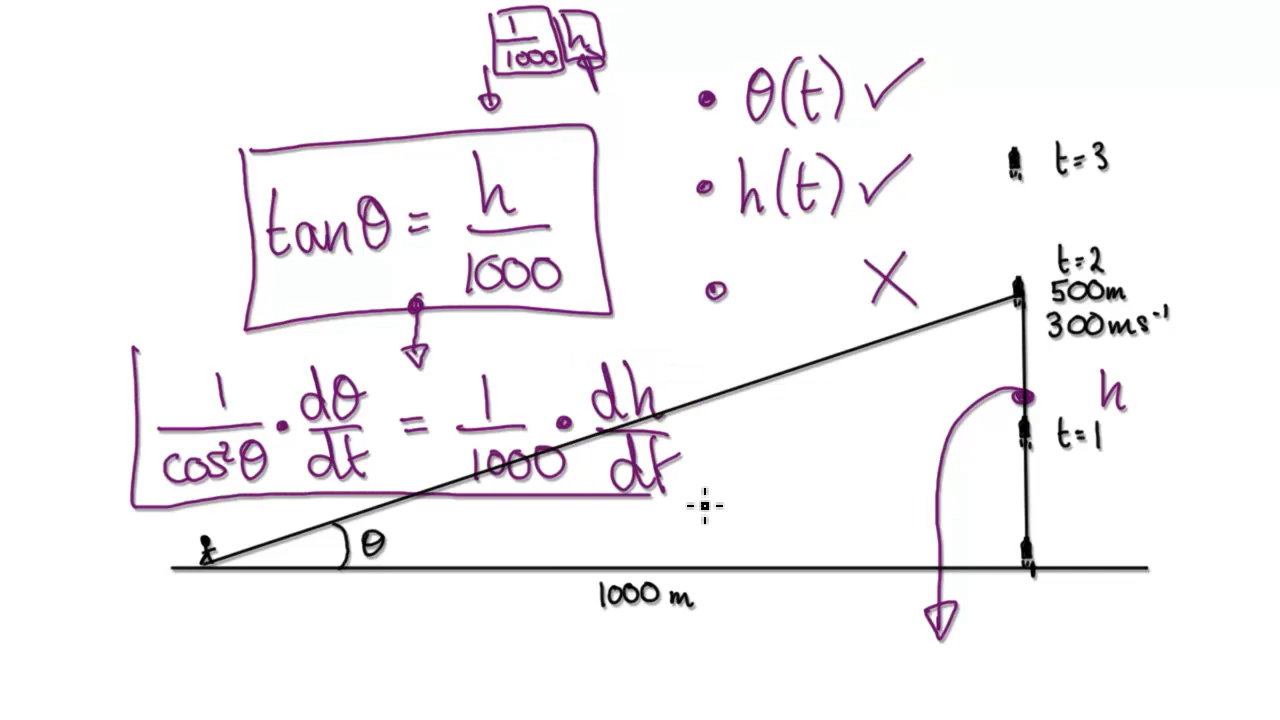 1/1000 h
tanθ = h/1000
1/cos²θ · dθ/dt = 1/1000 · dh/dt
• θ(t) ✓
• h(t) ✓
• X
t=3
t=2
500m
300ms⁻¹
h
t=1
θ
1000 m